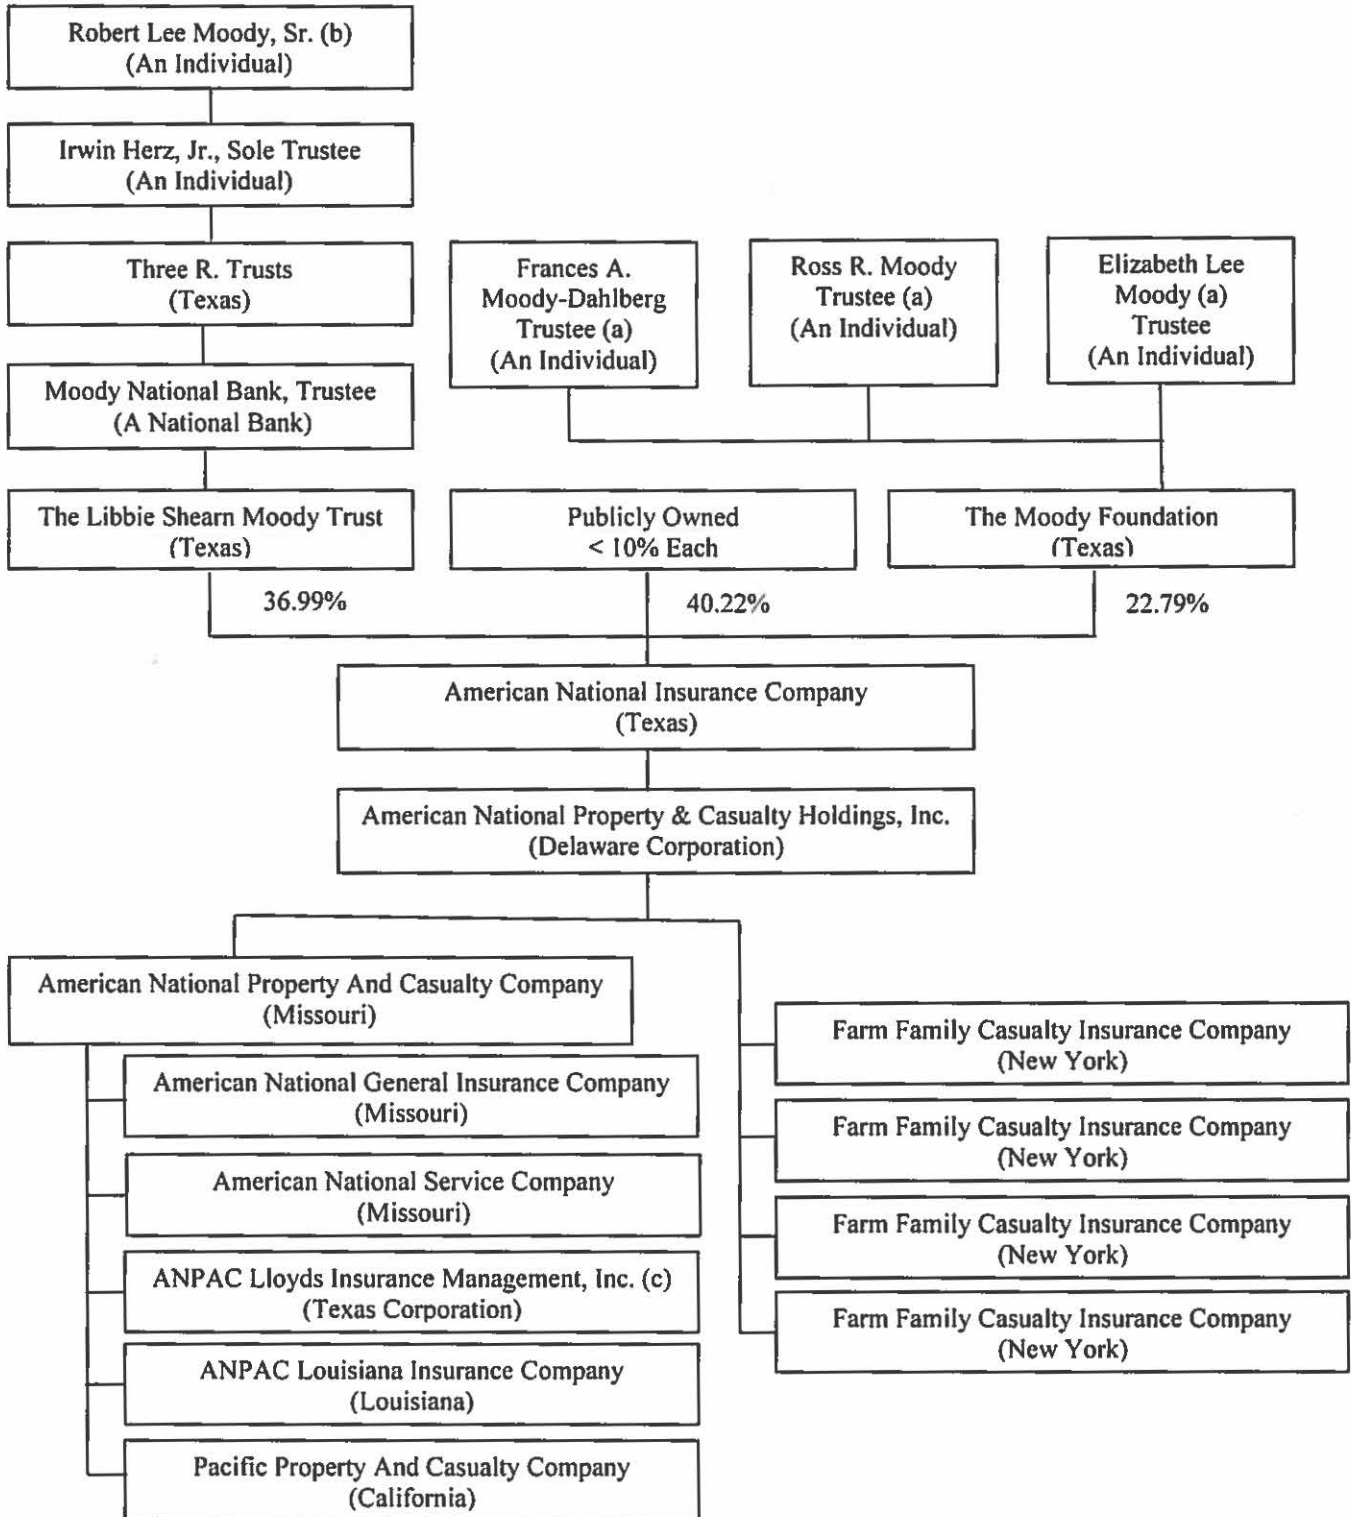 Robert Lee Moody, Sr. (b)
(An Individual)
Irwin Herz, Jr., Sole Trustee
(An Individual)
Three R. Trusts
(Texas)
Moody National Bank, Trustee
(A National Bank)
Frances A.
Moody-Dahlberg
Trustee (a)
(An Individual)
Ross R. Moody
Trustee (a)
(An Individual)
Elizabeth Lee
Moody (a)
Trustee
(An Individual)
The Libbie Shearn Moody Trust
(Texas)
Publicly Owned
< 10% Each
The Moody Foundation
(Texas)
36.99%
40.22%
22.79%
American National Insurance Company
(Texas)
American National Property & Casualty Holdings, Inc.
(Delaware Corporation)
American National Property And Casualty Company
(Missouri)
American National General Insurance Company
(Missouri)
American National Service Company
(Missouri)
ANPAC Lloyds Insurance Management, Inc. (c)
(Texas Corporation)
ANPAC Louisiana Insurance Company
(Louisiana)
Pacific Property And Casualty Company
(California)
Farm Family Casualty Insurance Company
(New York)
Farm Family Casualty Insurance Company
(New York)
Farm Family Casualty Insurance Company
(New York)
Farm Family Casualty Insurance Company
(New York)